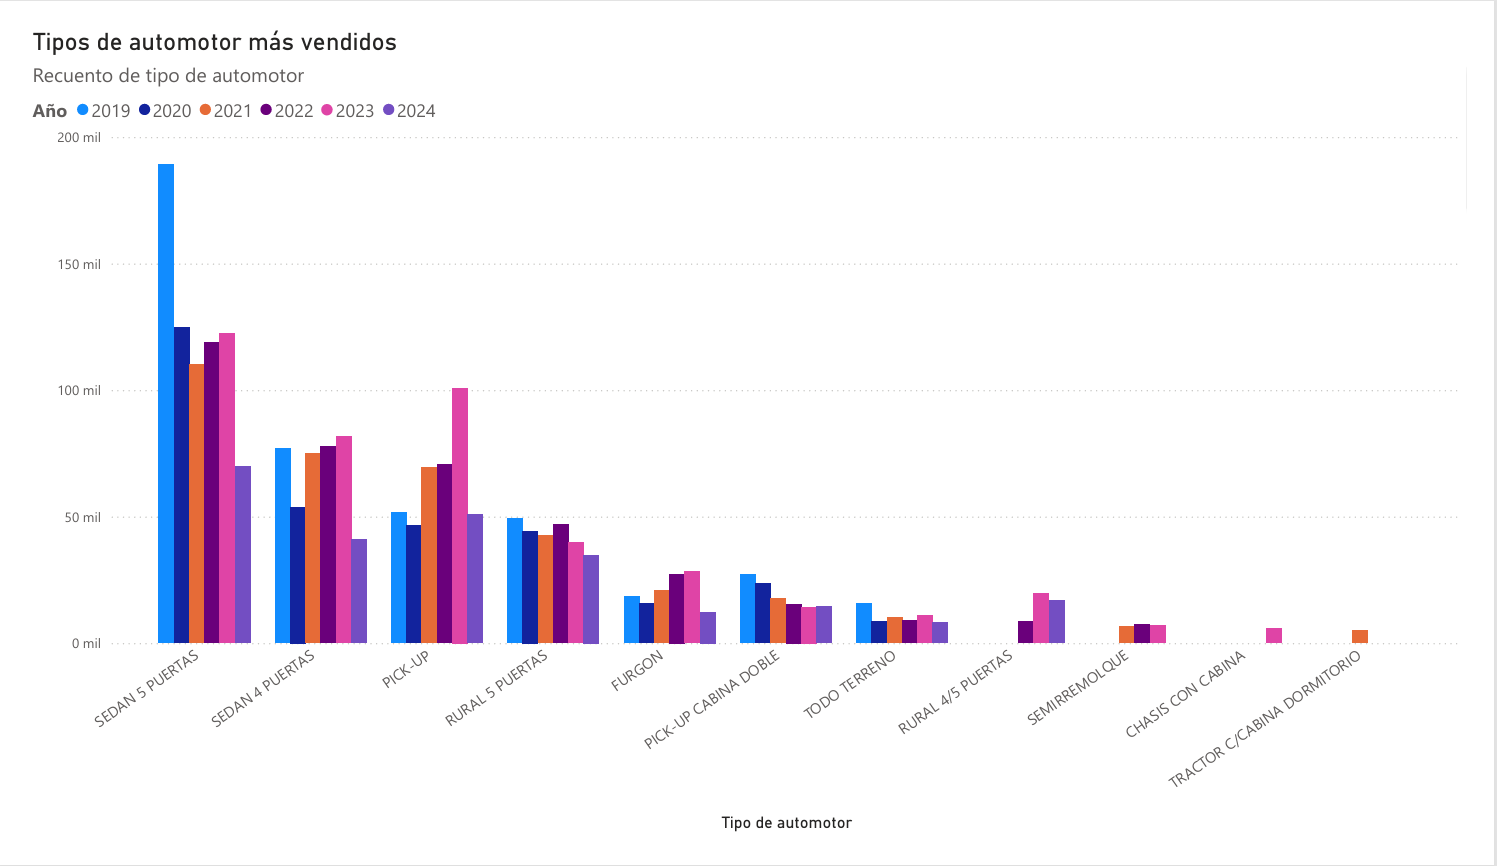 Tipos de automotor más vendidos
Recuento de tipo de automotor
Año 2019 2020 2021 2022 2023 2024
200 mil
150 mil
100 mil
50 mil
0 mil
SEDAN 5 PUERTAS
SEDAN 4 PUERTAS
PICK-UP
RURAL 5 PUERTAS
FURGON
PICK-UP CABINA DOBLE
TODO TERRENO
RURAL 4/5 PUERTAS
SEMIRREMOLQUE
CHASIS CON CABINA
TRACTOR C/CABINA DORMITORIO
Tipo de automotor